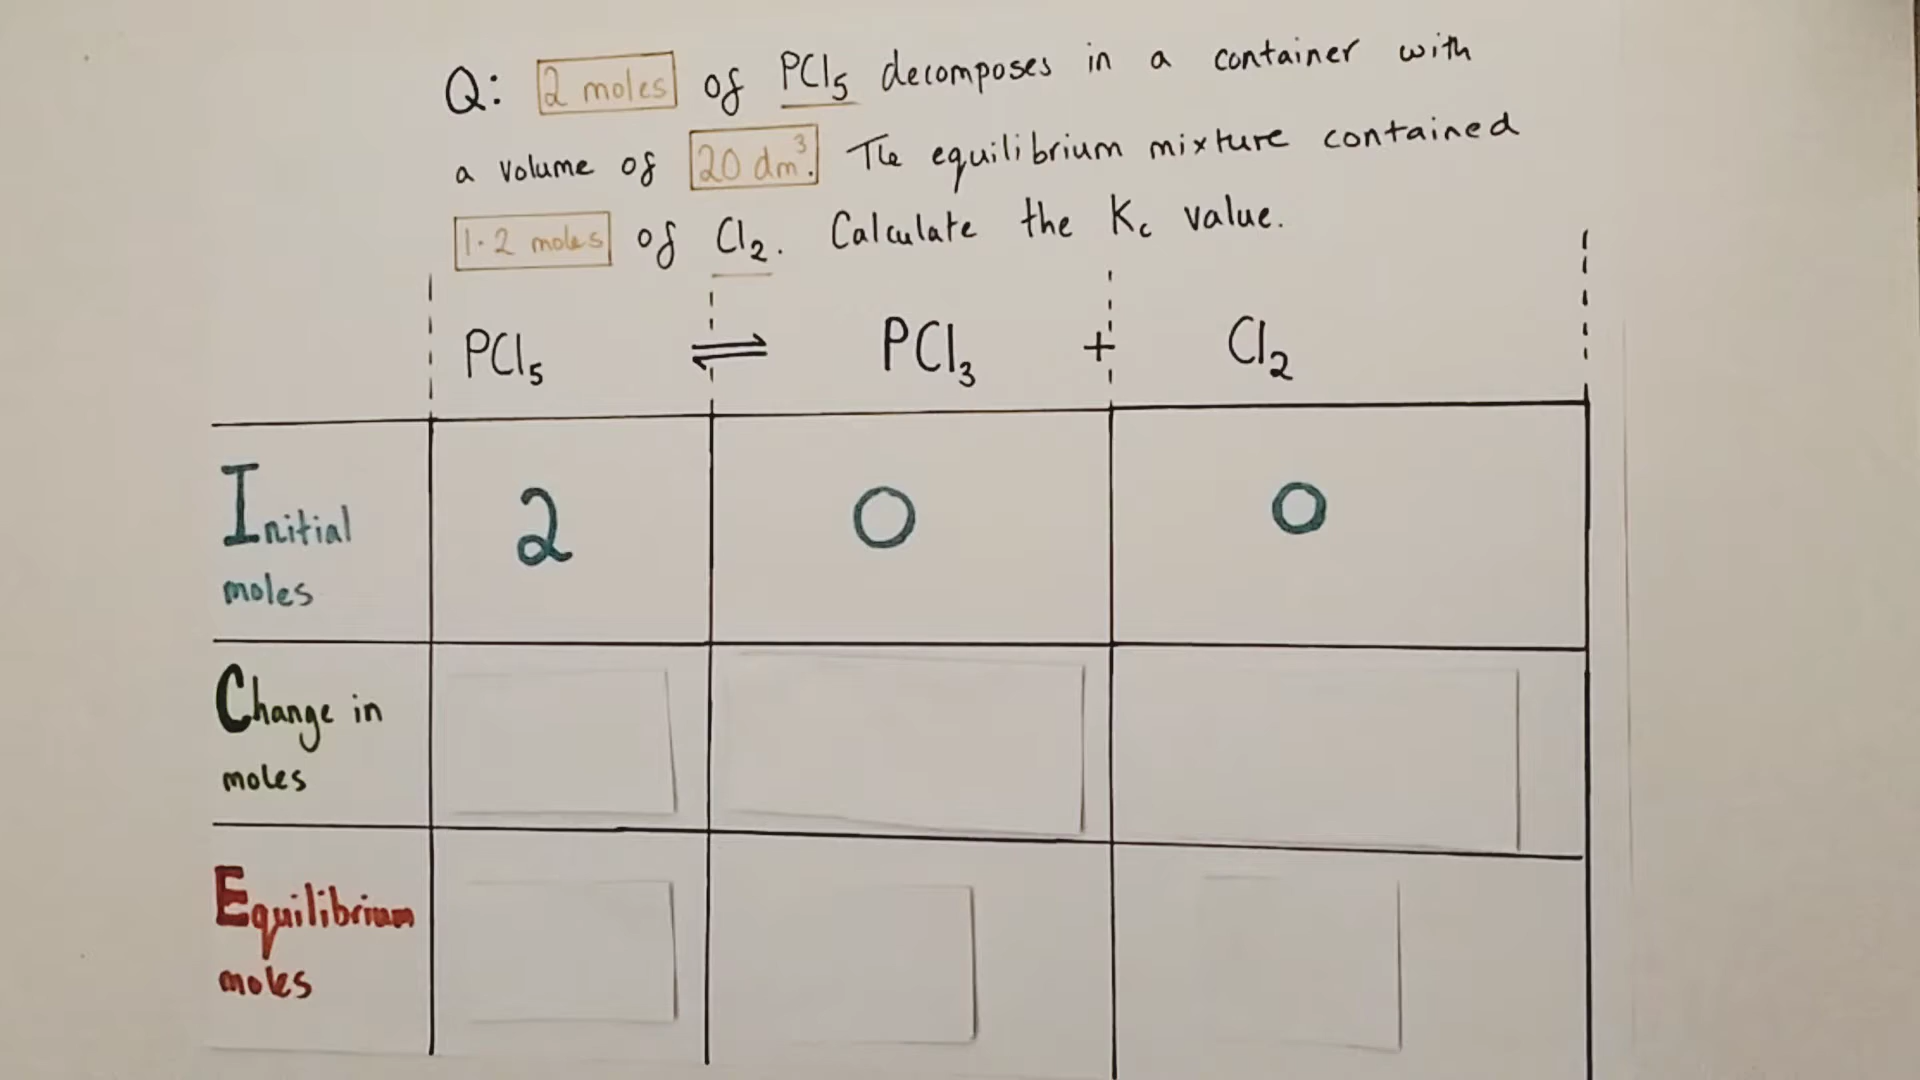 Q: 2 moles of PCl₅ decomposes in a container with
a volume of 20 dm³. The equilibrium mixture contained
1.2 moles of Cl₂. Calculate the Kc value.
PCl₅ ⇌ PCl₃ + Cl₂
Initial moles 2 0 0
Change in
moles
Equilibrium
moles